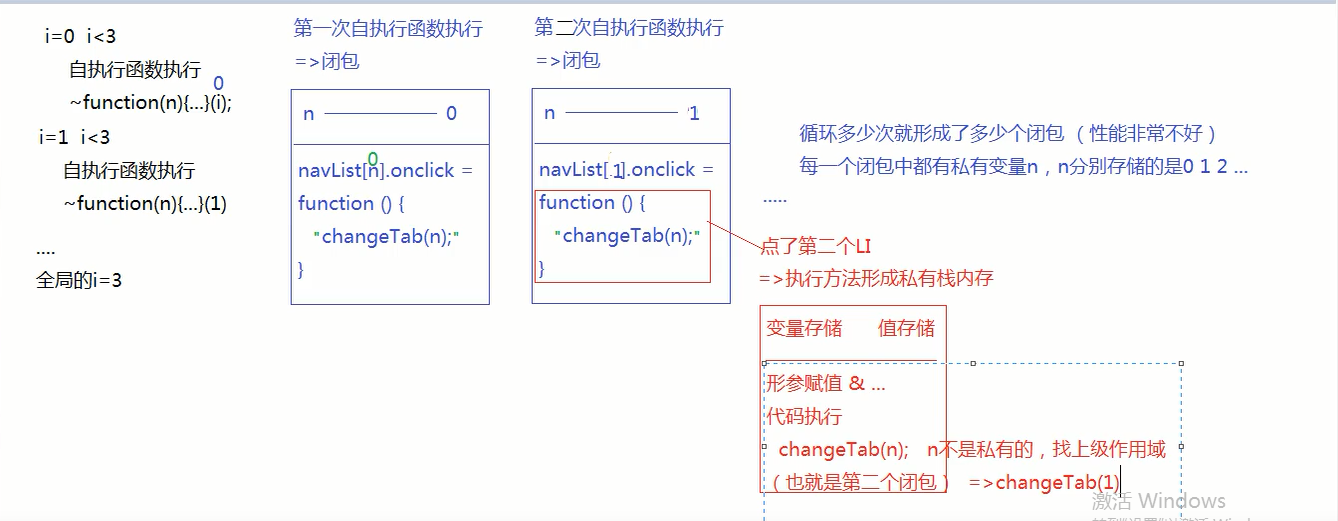 i=0 i<3
自执行函数执行
0
~function(n){...}(i);
i=1 i<3
自执行函数执行
~function(n){...}(1)
....
全局的i=3
第一次自执行函数执行
=>闭包
n 0
0
navList[n].onclick =
function () {
"changeTab(n);"
}
第二次自执行函数执行
=>闭包
n 1
navList[1].onclick =
function () {
"changeTab(n);"
}
循环多少次就形成了多少个闭包（性能非常不好）
每一个闭包中都有私有变量n，n分别存储的是0 1 2 ...
.....
点了第二个LI
=>执行方法形成私有栈内存
变量存储 值存储
形参赋值 & ...
代码执行
changeTab(n); n不是私有的，找上级作用域
（也就是第二个闭包） =>changeTab(1)
激活 Windows